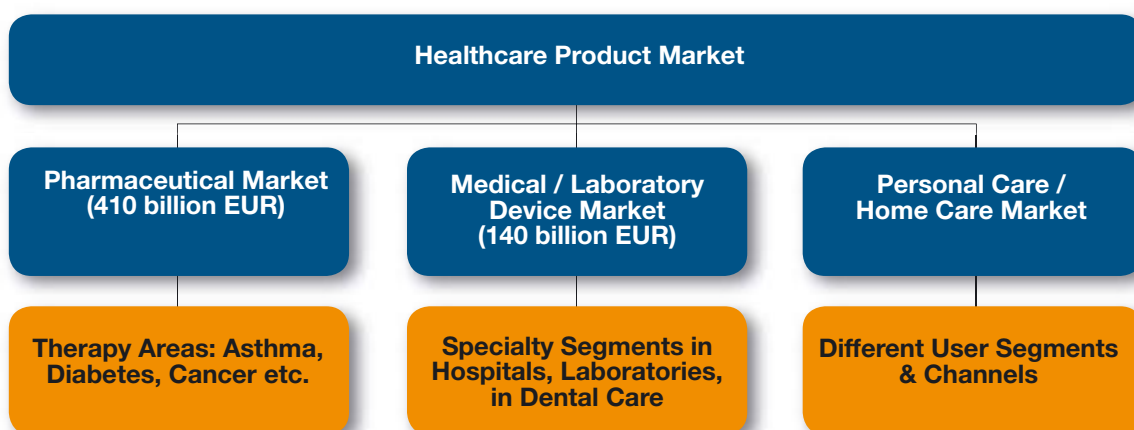 Healthcare Product Market
Pharmaceutical Market
(410 billion EUR)
Medical / Laboratory
Device Market
(140 billion EUR)
Personal Care /
Home Care Market
Therapy Areas: Asthma,
Diabetes, Cancer etc.
Specialty Segments in
Hospitals, Laboratories,
in Dental Care
Different User Segments
& Channels